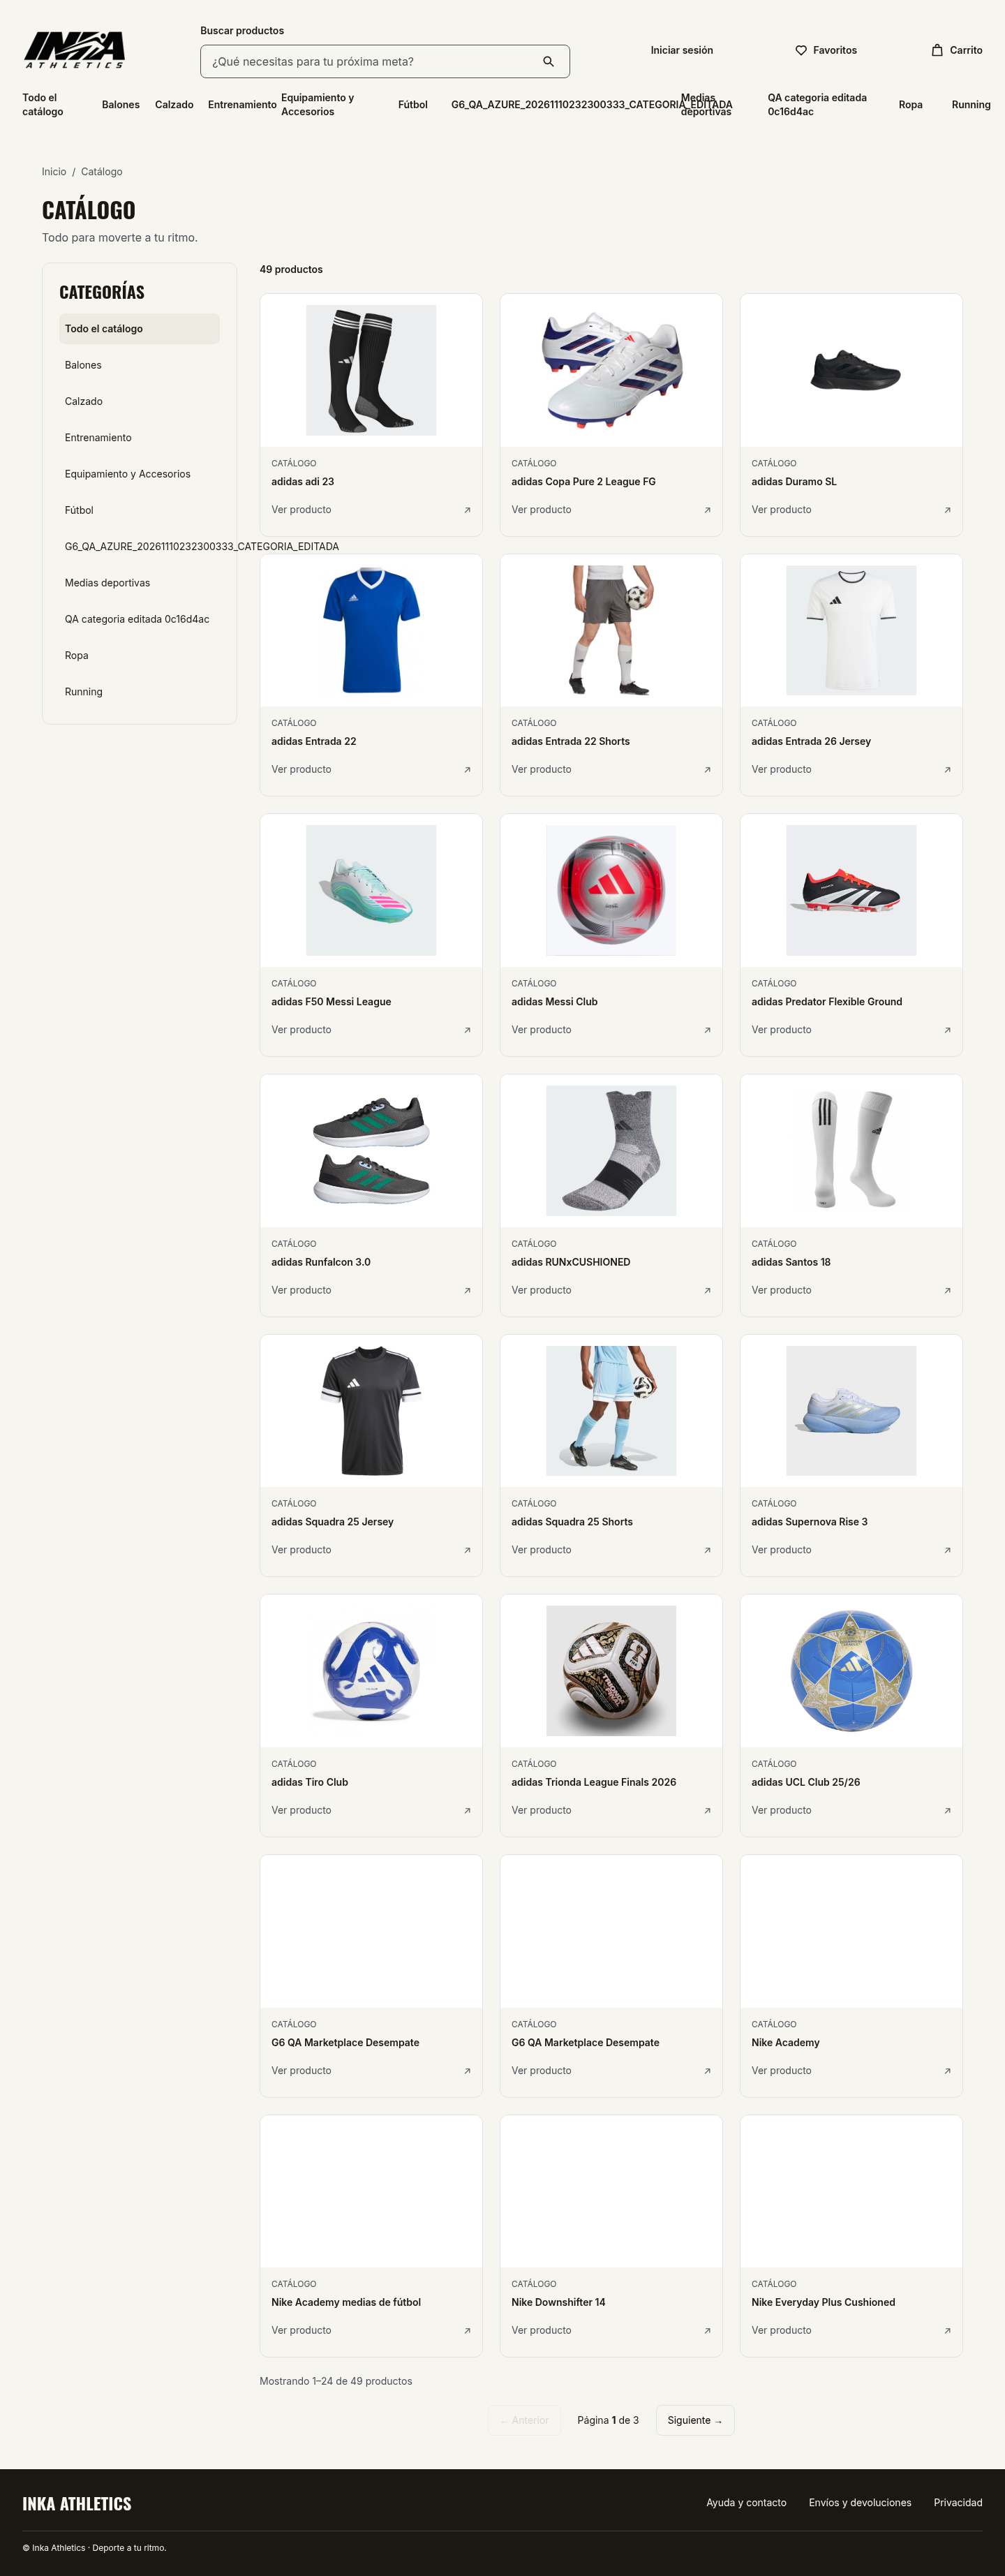 INKA
ATHLETICS
Buscar productos
¿Qué necesitas para tu próxima meta?
Iniciar sesión
Favoritos
Carrito
Todo el catálogo
Balones
Calzado
Entrenamiento
Equipamiento y Accesorios
Fútbol
G6_QA_AZURE_20261110232300333_CATEGORIA_EDITADA
Medias deportivas
QA categoria editada 0c16d4ac
Ropa
Running
Inicio / Catálogo
CATÁLOGO
Todo para moverte a tu ritmo.
CATEGORÍAS
Todo el catálogo
Balones
Calzado
Entrenamiento
Equipamiento y Accesorios
Fútbol
G6_QA_AZURE_20261110232300333_CATEGORIA_EDITADA
Medias deportivas
QA categoria editada 0c16d4ac
Ropa
Running
49 productos
CATÁLOGO
adidas adi 23
Ver producto ↗
CATÁLOGO
adidas Copa Pure 2 League FG
Ver producto ↗
CATÁLOGO
adidas Duramo SL
Ver producto ↗
CATÁLOGO
adidas Entrada 22
Ver producto ↗
CATÁLOGO
adidas Entrada 22 Shorts
Ver producto ↗
CATÁLOGO
adidas Entrada 26 Jersey
Ver producto ↗
CATÁLOGO
adidas F50 Messi League
Ver producto ↗
CATÁLOGO
adidas Messi Club
Ver producto ↗
CATÁLOGO
adidas Predator Flexible Ground
Ver producto ↗
CATÁLOGO
adidas Runfalcon 3.0
Ver producto ↗
CATÁLOGO
adidas RUNxCUSHIONED
Ver producto ↗
CATÁLOGO
adidas Santos 18
Ver producto ↗
CATÁLOGO
adidas Squadra 25 Jersey
Ver producto ↗
CATÁLOGO
adidas Squadra 25 Shorts
Ver producto ↗
CATÁLOGO
adidas Supernova Rise 3
Ver producto ↗
CATÁLOGO
adidas Tiro Club
Ver producto ↗
CATÁLOGO
adidas Trionda League Finals 2026
Ver producto ↗
CATÁLOGO
adidas UCL Club 25/26
Ver producto ↗
CATÁLOGO
G6 QA Marketplace Desempate
Ver producto ↗
CATÁLOGO
G6 QA Marketplace Desempate
Ver producto ↗
CATÁLOGO
Nike Academy
Ver producto ↗
CATÁLOGO
Nike Academy medias de fútbol
Ver producto ↗
CATÁLOGO
Nike Downshifter 14
Ver producto ↗
CATÁLOGO
Nike Everyday Plus Cushioned
Ver producto ↗
Mostrando 1–24 de 49 productos
← Anterior
Página 1 de 3
Siguiente →
INKA ATHLETICS
Ayuda y contacto
Envíos y devoluciones
Privacidad
© Inka Athletics · Deporte a tu ritmo.